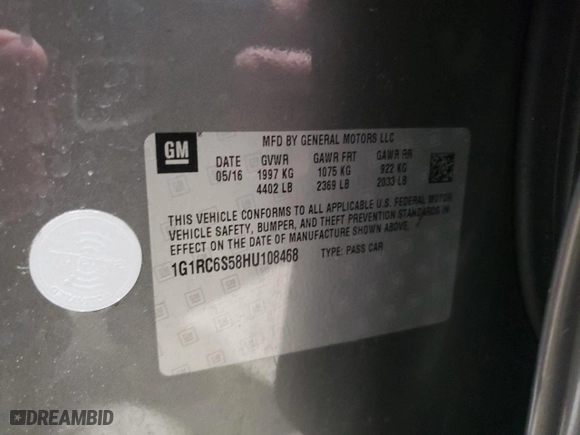 GM
MFD BY GENERAL MOTORS LLC
DATE GVWR GAWR FRT GAWR RR
05/16 1997 KG 1075 KG 922 KG
4402 LB 2369 LB 2033 LB
THIS VEHICLE CONFORMS TO ALL APPLICABLE U.S. FEDERAL MOTOR
VEHICLE SAFETY, BUMPER, AND THEFT PREVENTION STANDARDS IN
EFFECT ON THE DATE OF MANUFACTURE SHOWN ABOVE.
1G1RC6S58HU108468 TYPE: PASS CAR
DREAMBID